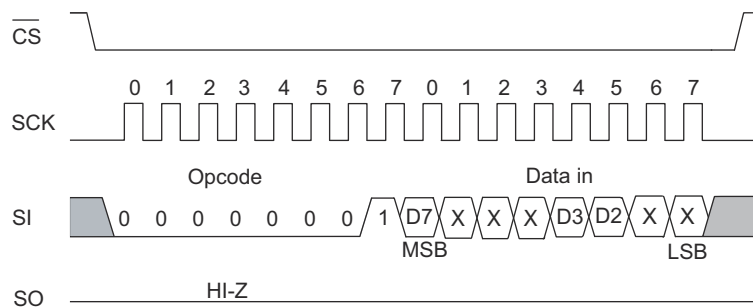 CS
0 1 2 3 4 5 6 7 0 1 2 3 4 5 6 7
SCK
Opcode Data in
SI 0 0 0 0 0 0 0 1 D7 X X X D3 D2 X X
MSB LSB
HI-Z
SO